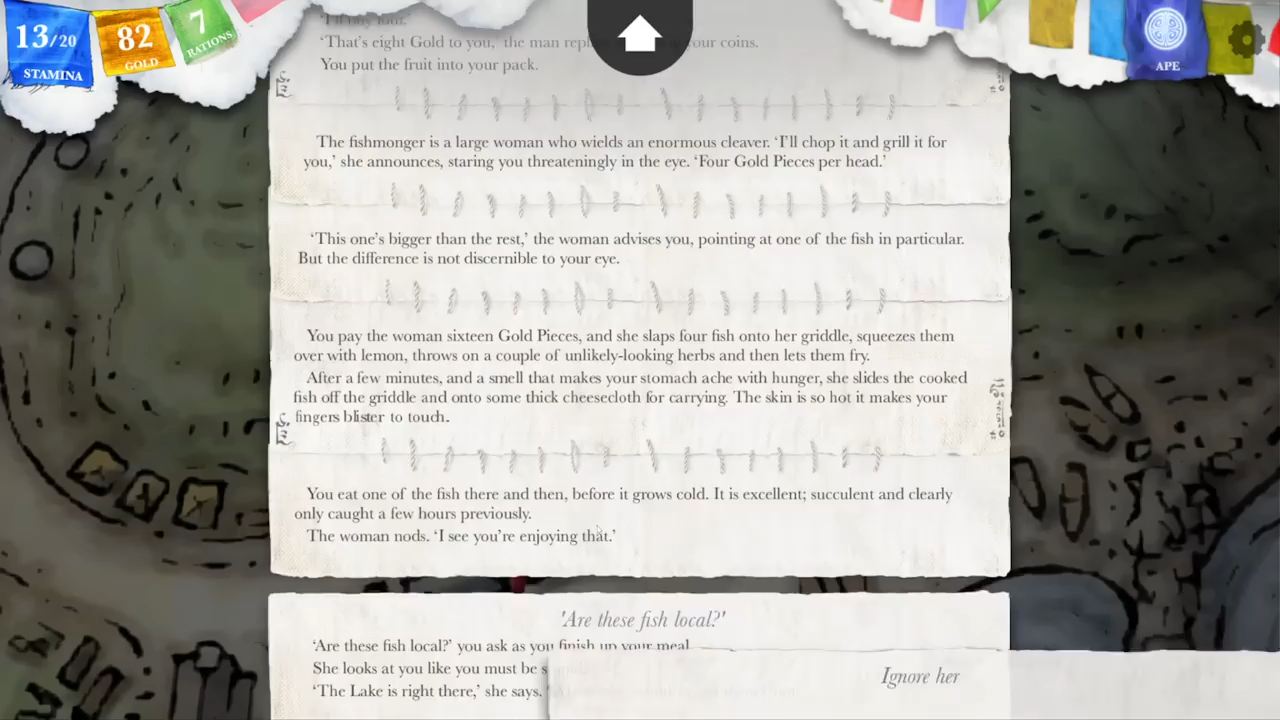 13/20
STAMINA
82
GOLD
7
RATIONS
APE
'I'll buy fruit.'
‘That's eight Gold to you,’ the man your coins.
You put the fruit into your pack.
The fishmonger is a large woman who wields an enormous cleaver. ‘I'll chop it and grill it for
you,’ she announces, staring you threateningly in the eye. ‘Four Gold Pieces per head.’
‘This one's bigger than the rest,’ the woman advises you, pointing at one of the fish in particular.
But the difference is not discernible to your eye.
You pay the woman sixteen Gold Pieces, and she slaps four fish onto her griddle, squeezes them
over with lemon, throws on a couple of unlikely-looking herbs and then lets them fry.
After a few minutes, and a smell that makes your stomach ache with hunger, she slides the cooked
fish off the griddle and onto some thick cheesecloth for carrying. The skin is so hot it makes your
fingers blister to touch.
You eat one of the fish there and then, before it grows cold. It is excellent; succulent and clearly
only caught a few hours previously.
The woman nods. ‘I see you're enjoying that.’
'Are these fish local?'
‘Are these fish local?’ you ask as you finish up your meal
She looks at you like you must be
‘The Lake is right there,’ she says.
Ignore her